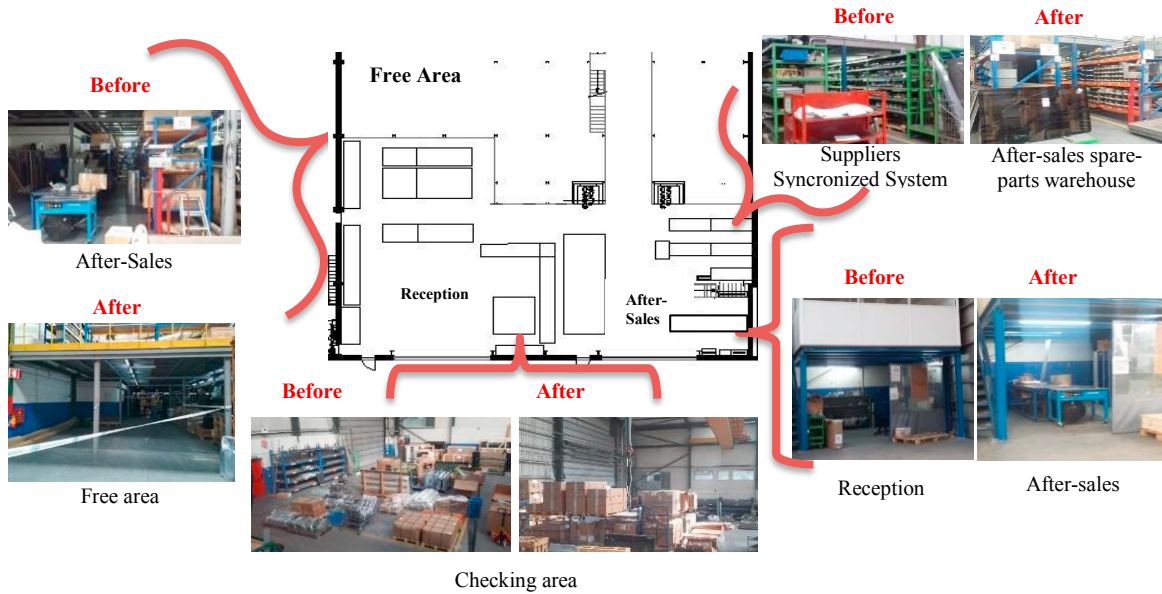 Before
After
Free Area
Before
Suppliers
Syncronized System
After-sales spare-
parts warehouse
After-Sales
After
Reception
After-
Sales
Before
After
Free area
Before
After
Reception
After-sales
Checking area